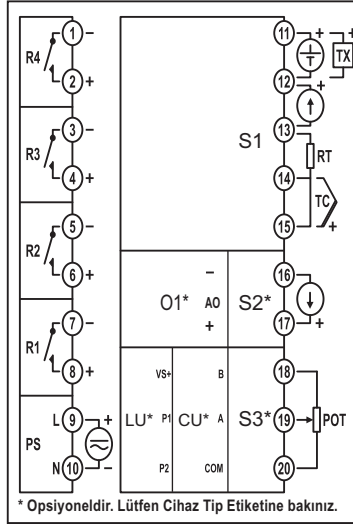 1 − 11 +
R4 T TX
2 + 12 +
3 − 13
S1
R3 RT
4 + 14
TC
5 − 15 +
R2
6 + − 16
O1* AO S2*
7 − + 17 +
R1
8 + VS+ B 18
L 9 + LU* P1 CU* A S3* 19 POT
PS
N 10 − P2 COM 20
* Opsiyoneldir. Lütfen Cihaz Tip Etiketine bakınız.